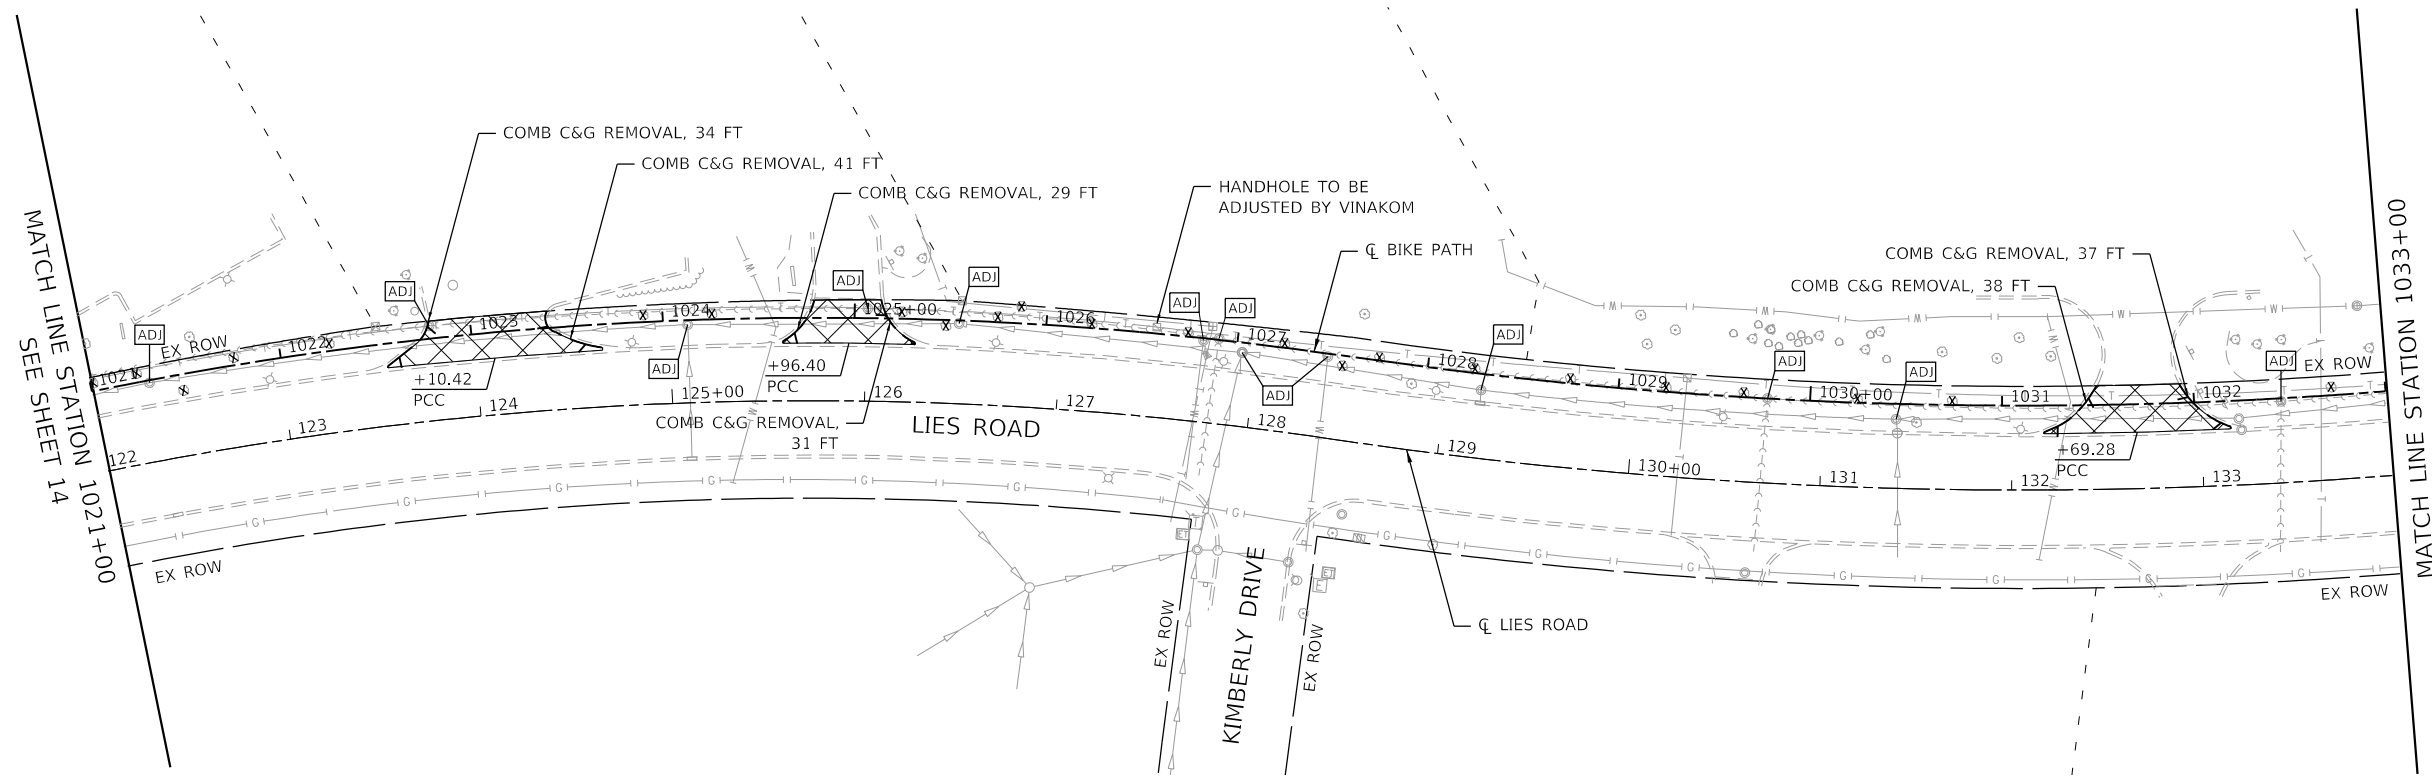 COMB C&G REMOVAL, 34 FT
COMB C&G REMOVAL, 41 FT
COMB C&G REMOVAL, 29 FT
HANDHOLE TO BE
ADJUSTED BY VINAKOM
℄ BIKE PATH
COMB C&G REMOVAL, 37 FT
COMB C&G REMOVAL, 38 FT
MATCH LINE STATION 1021+00
SEE SHEET 14
MATCH LINE STATION 1033+00
ADJ
ADJ
ADJ
ADJ
ADJ
ADJ
ADJ
ADJ
ADJ
ADJ
ADJ
ADJ
EX ROW
EX ROW
1021
1022
1023
1024
1025+00
1026
1027
1028
1029
1030+00
1031
1032
+10.42
PCC
+96.40
PCC
+69.28
PCC
COMB C&G REMOVAL,
31 FT
LIES ROAD
122
123
124
125+00
126
127
128
129
130+00
131
132
133
EX ROW
EX ROW
℄ LIES ROAD
EX ROW
KIMBERLY DRIVE
EX ROW
W
W
W
W
W
W
W
W
W
W
T
T
T
T
G
G
G
G
G
G
G
G
G
G
G
G
G
G
ET
ET
E